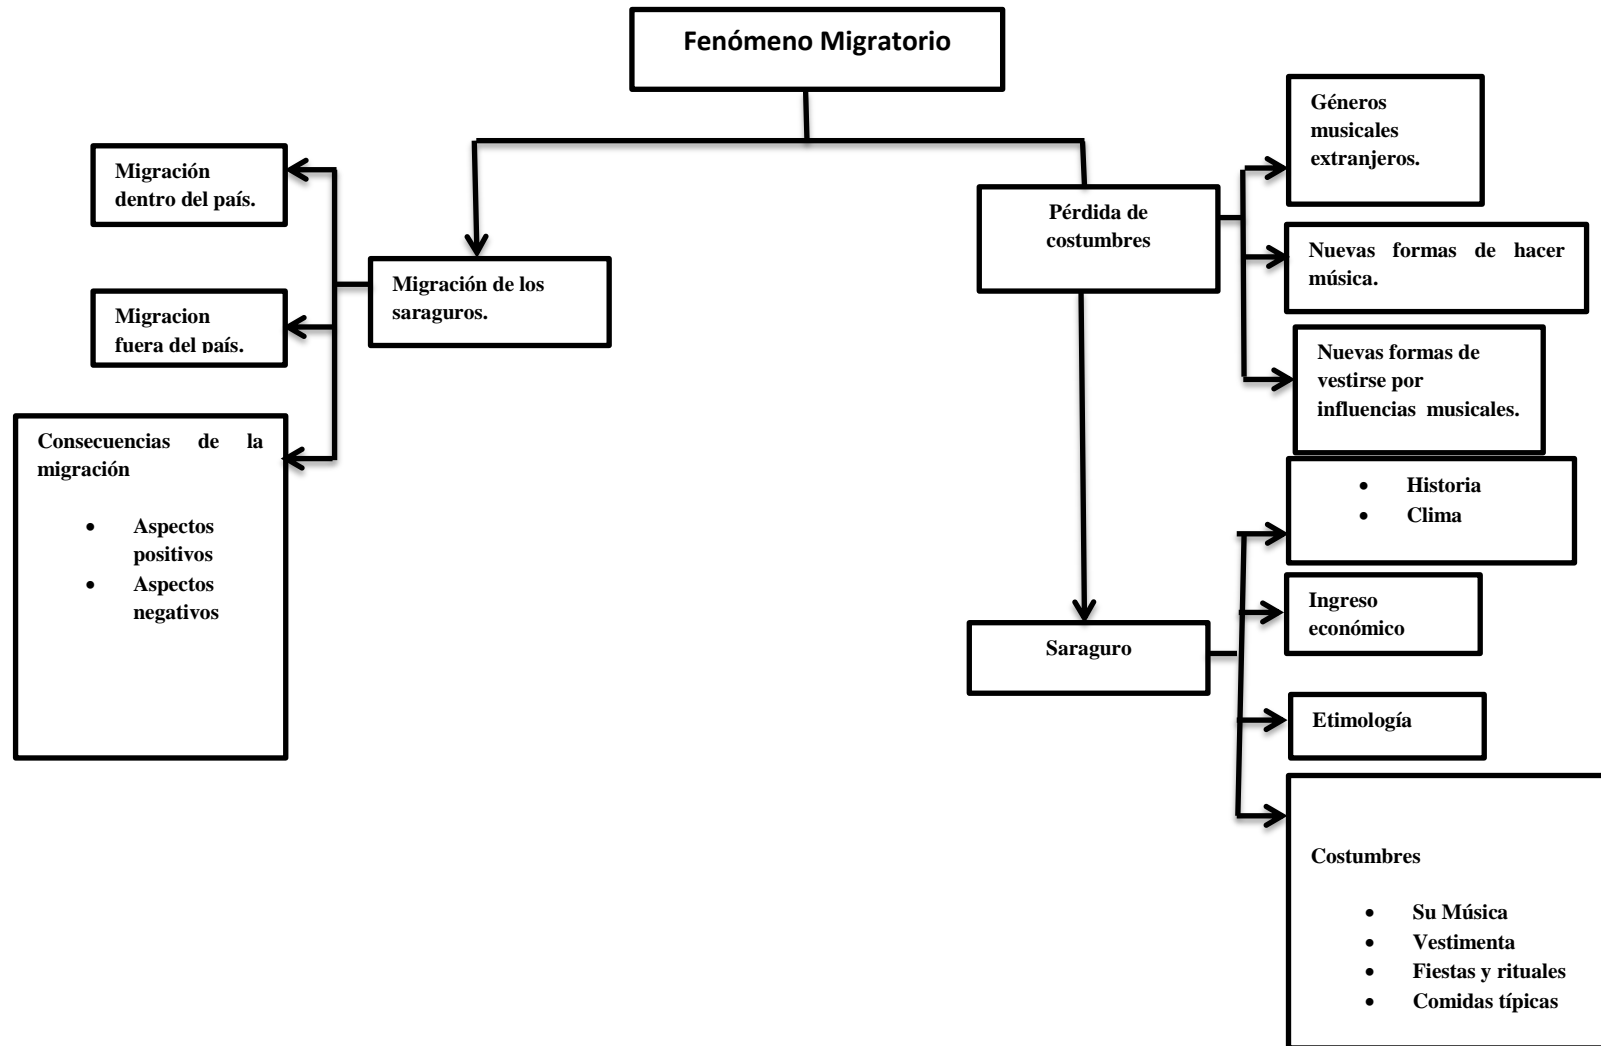 Fenómeno Migratorio
Migración
dentro del país.
Migracion
fuera del país.
Consecuencias de la
migración
• Aspectos
positivos
• Aspectos
negativos
Migración de los
saraguros.
Pérdida de
costumbres
Géneros
musicales
extranjeros.
Nuevas formas de hacer
música.
Nuevas formas de
vestirse por
influencias musicales.
Saraguro
• Historia
• Clima
Ingreso
económico
Etimología
Costumbres
• Su Música
• Vestimenta
• Fiestas y rituales
• Comidas típicas